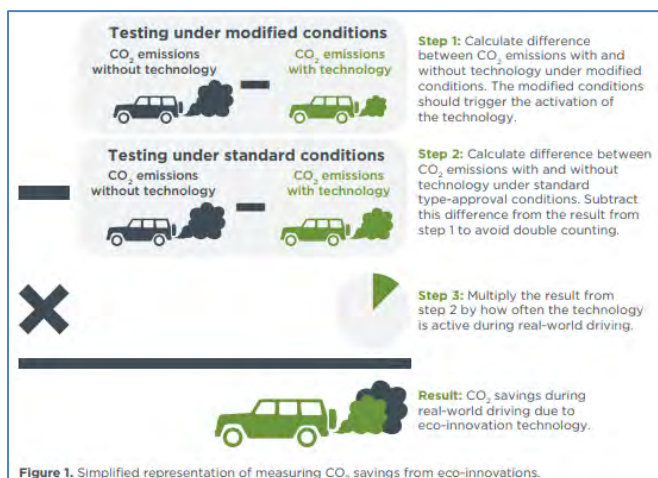 Testing under modified conditions
CO₂ emissions
without technology
CO₂ emissions
with technology
Step 1: Calculate difference
between CO₂ emissions with and
without technology under modified
conditions. The modified conditions
should trigger the activation of
the technology.
Testing under standard conditions
CO₂ emissions
without technology
CO₂ emissions
with technology
Step 2: Calculate difference between
CO₂ emissions with and without
technology under standard
type-approval conditions. Subtract
this difference from the result from
step 1 to avoid double counting.
Step 3: Multiply the result from
step 2 by how often the technology
is active during real-world driving.
Result: CO₂ savings during
real-world driving due to
eco-innovation technology.
Figure 1. Simplified representation of measuring CO₂ savings from eco-innovations.